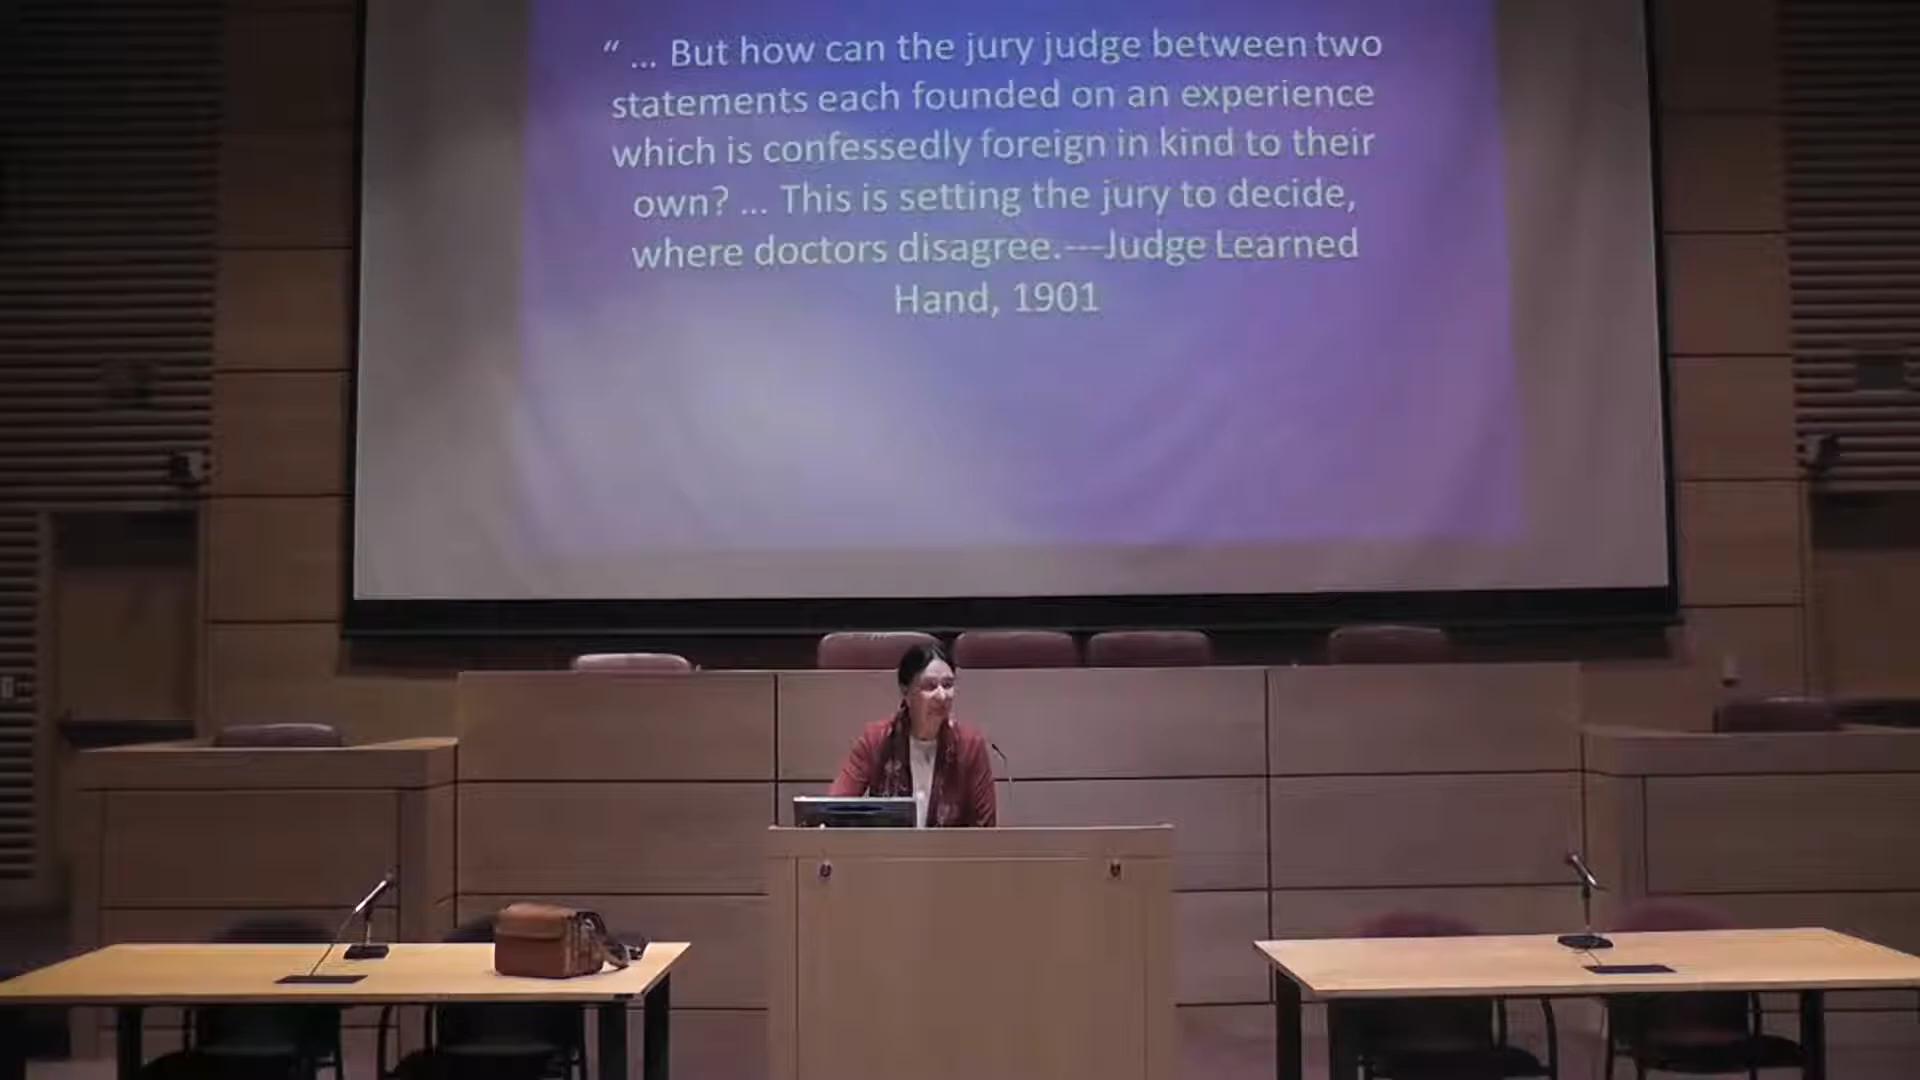 “ ... But how can the jury judge between two
statements each founded on an experience
which is confessedly foreign in kind to their
own? ... This is setting the jury to decide,
where doctors disagree.---Judge Learned
Hand, 1901